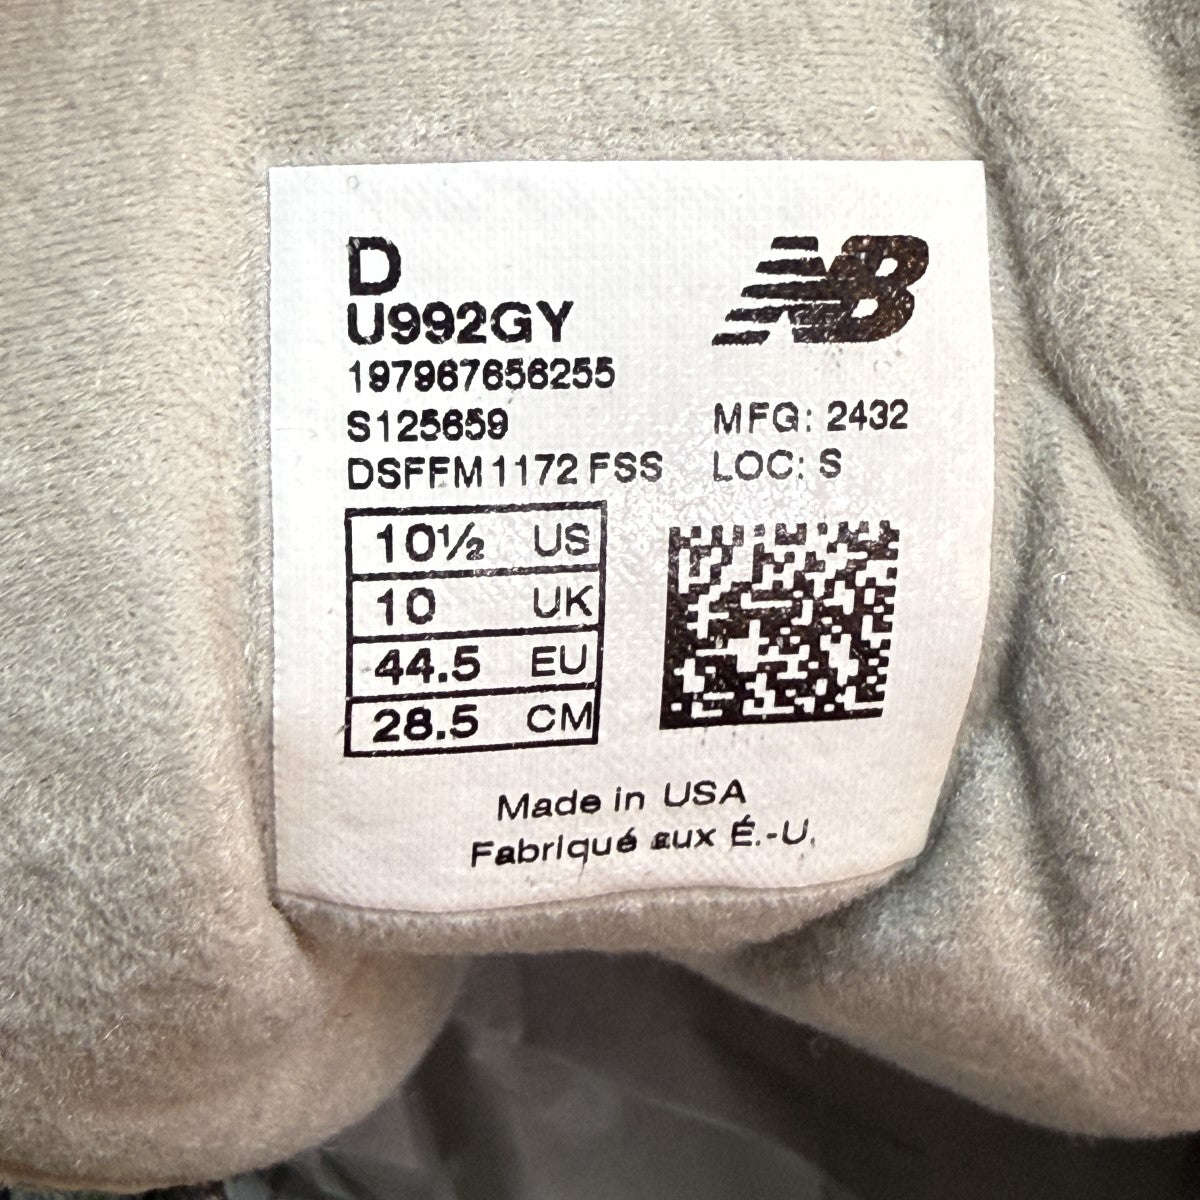 D
U992GY
197967656255
S125659
DSFFM1172 FSS
NB
MFG: 2432
LOC: S
10½ US
10 UK
44.5 EU
28.5 CM
Made in USA
Fabriqué aux É.-U.